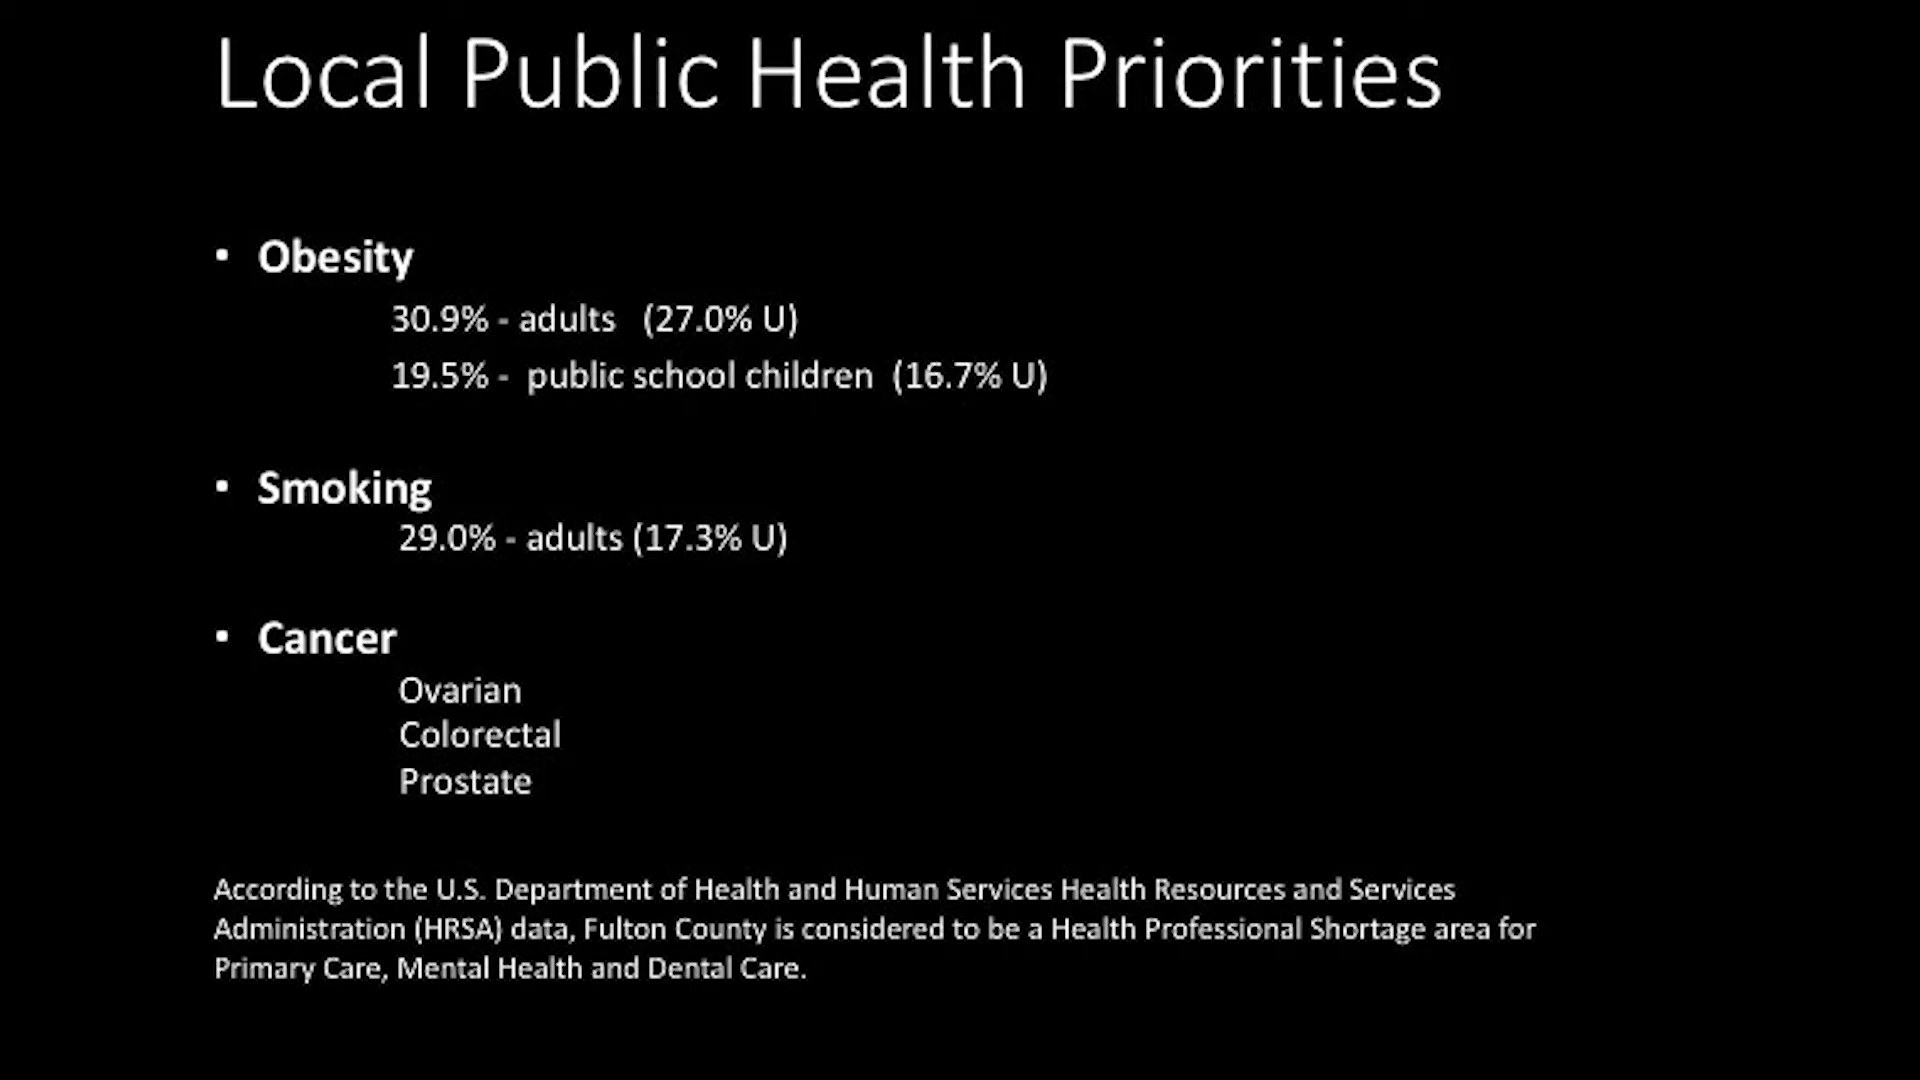 Local Public Health Priorities
• Obesity
30.9% - adults (27.0% U)
19.5% - public school children (16.7% U)
• Smoking
29.0% - adults (17.3% U)
• Cancer
Ovarian
Colorectal
Prostate
According to the U.S. Department of Health and Human Services Health Resources and Services
Administration (HRSA) data, Fulton County is considered to be a Health Professional Shortage area for
Primary Care, Mental Health and Dental Care.